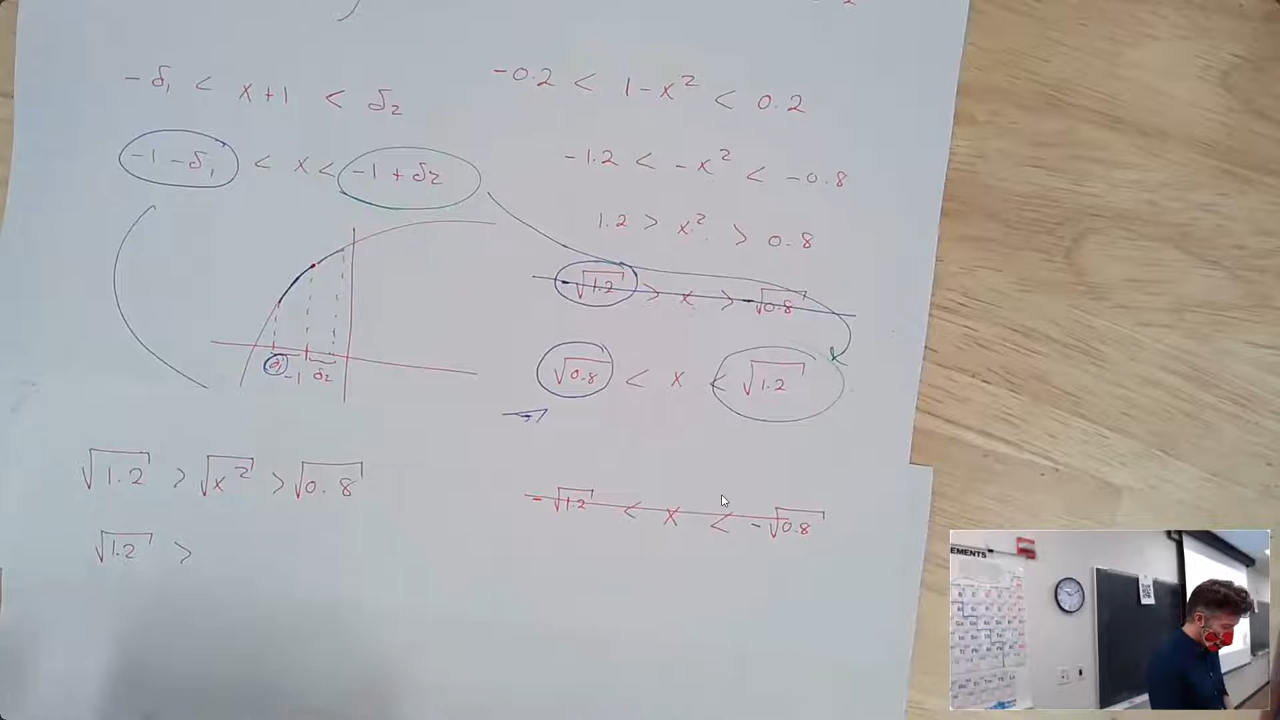 -δ₁ < x+1 < δ₂
-1-δ₁ < x < -1+δ₂
-0.2 < 1-x² < 0.2
-1.2 < -x² < -0.8
1.2 > x² > 0.8
-√1.2 > x > -√0.8
√0.8 < x < √1.2
δ₁ -1 δ₂
√1.2 > √x² > √0.8
√1.2 >
-√1.2 < x < -√0.8
EMENTS